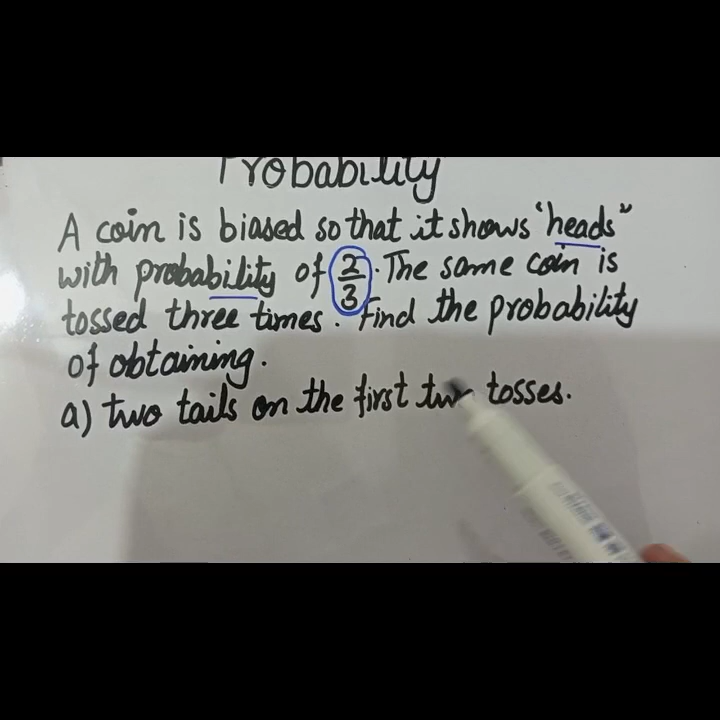 Probability
A coin is biased so that it shows "heads"
with probability of 2/3. The same coin is
tossed three times. Find the probability
of obtaining.
a) two tails on the first two tosses.